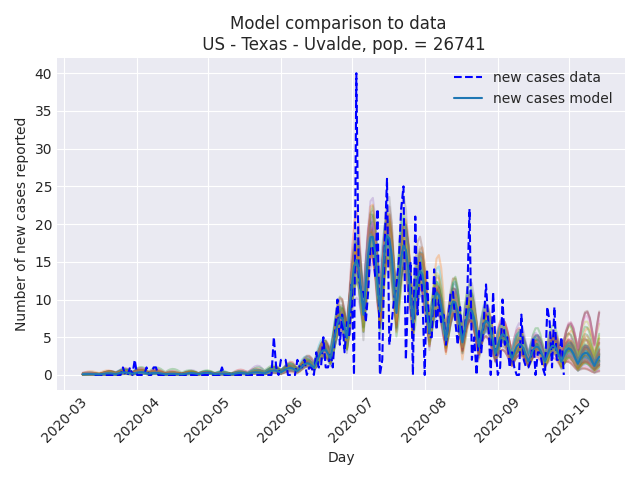 Model comparison to data
US - Texas - Uvalde, pop. = 26741
new cases data
new cases model
Number of new cases reported
40
35
30
25
20
15
10
5
0
2020-03
2020-04
2020-05
2020-06
2020-07
2020-08
2020-09
2020-10
Day